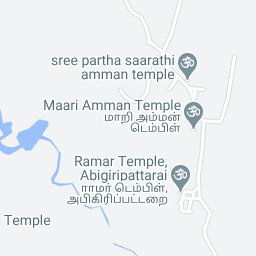 sree partha saarathi
amman temple
Maari Amman Temple
மாரி அம்மன்
டெம்பிள்
Ramar Temple,
Abigiripattarai
ராமர் டெம்பிள்,
அபிகிரிப்பட்டறை
Temple